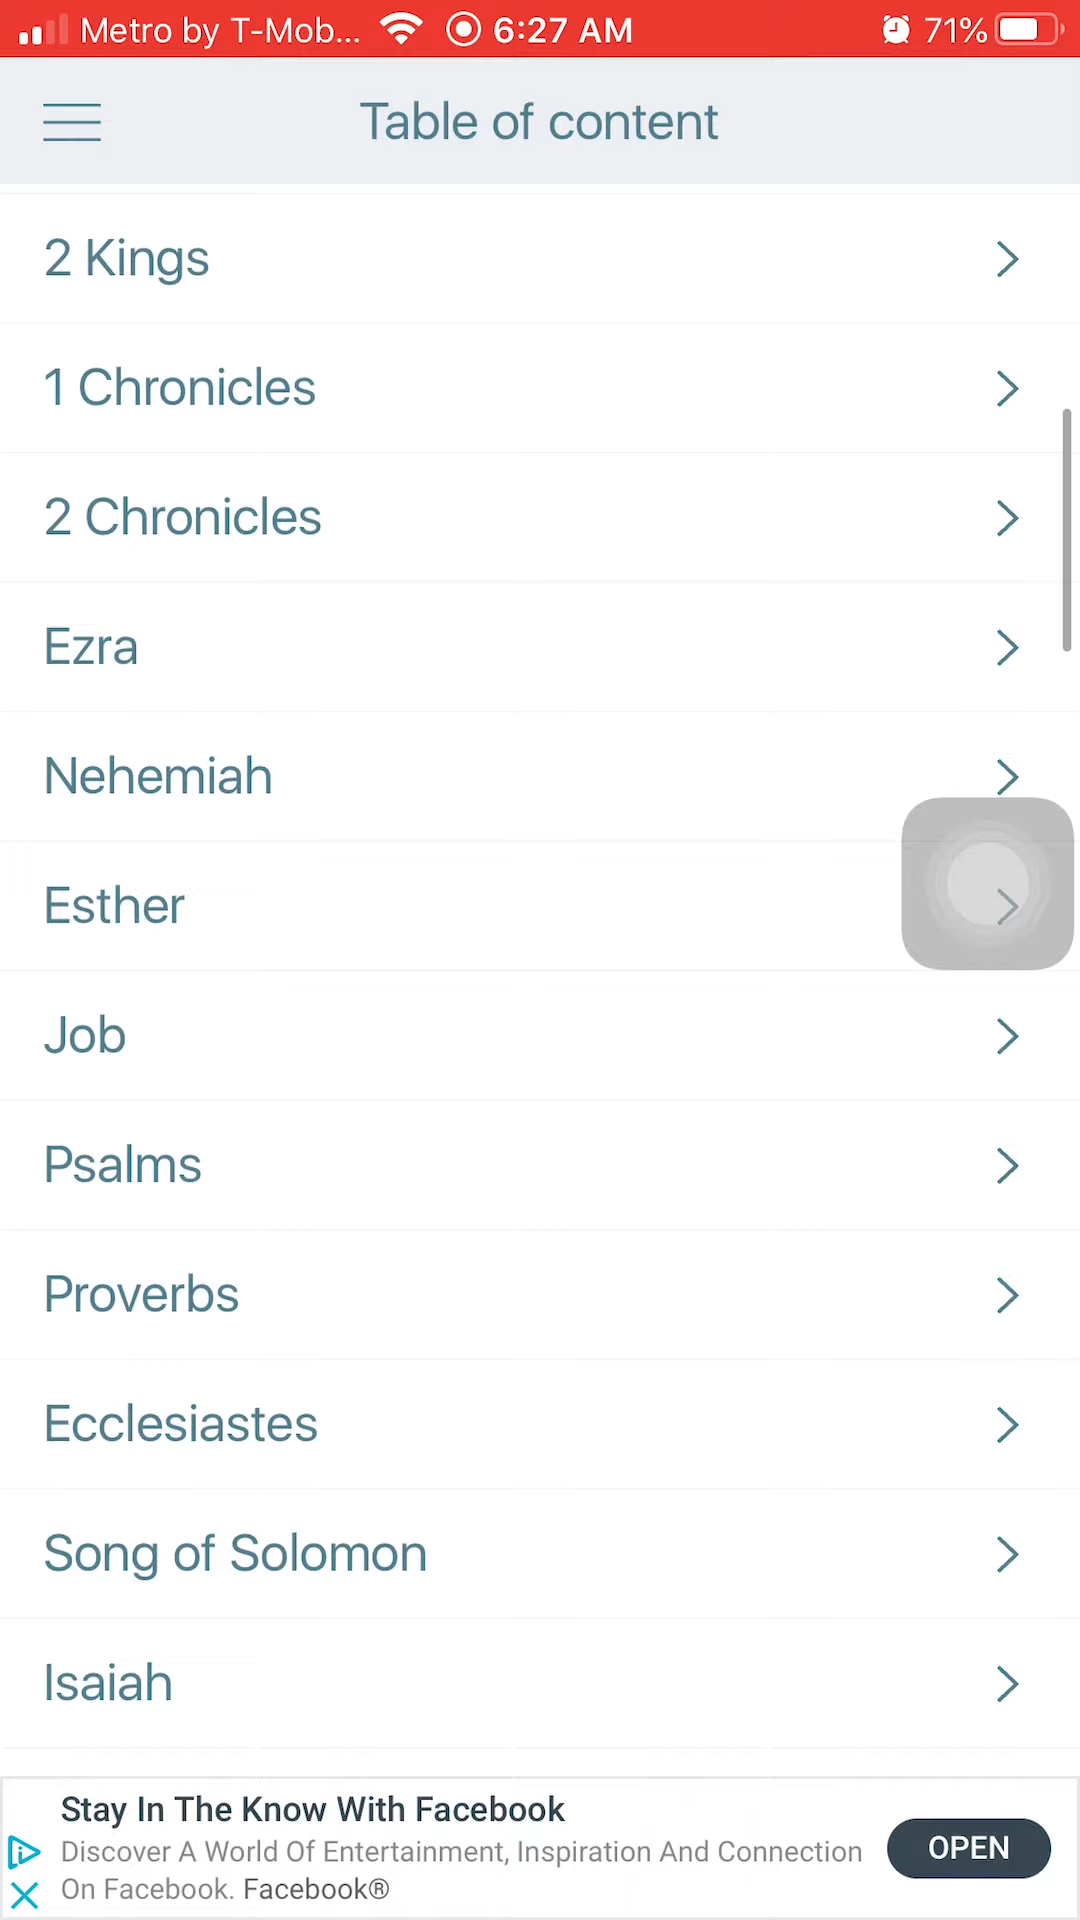 Metro by T-Mob... 6:27 AM 71%
Table of content
2 Kings
1 Chronicles
2 Chronicles
Ezra
Nehemiah
Esther
Job
Psalms
Proverbs
Ecclesiastes
Song of Solomon
Isaiah
Stay In The Know With Facebook
Discover A World Of Entertainment, Inspiration And Connection
On Facebook. Facebook®
OPEN